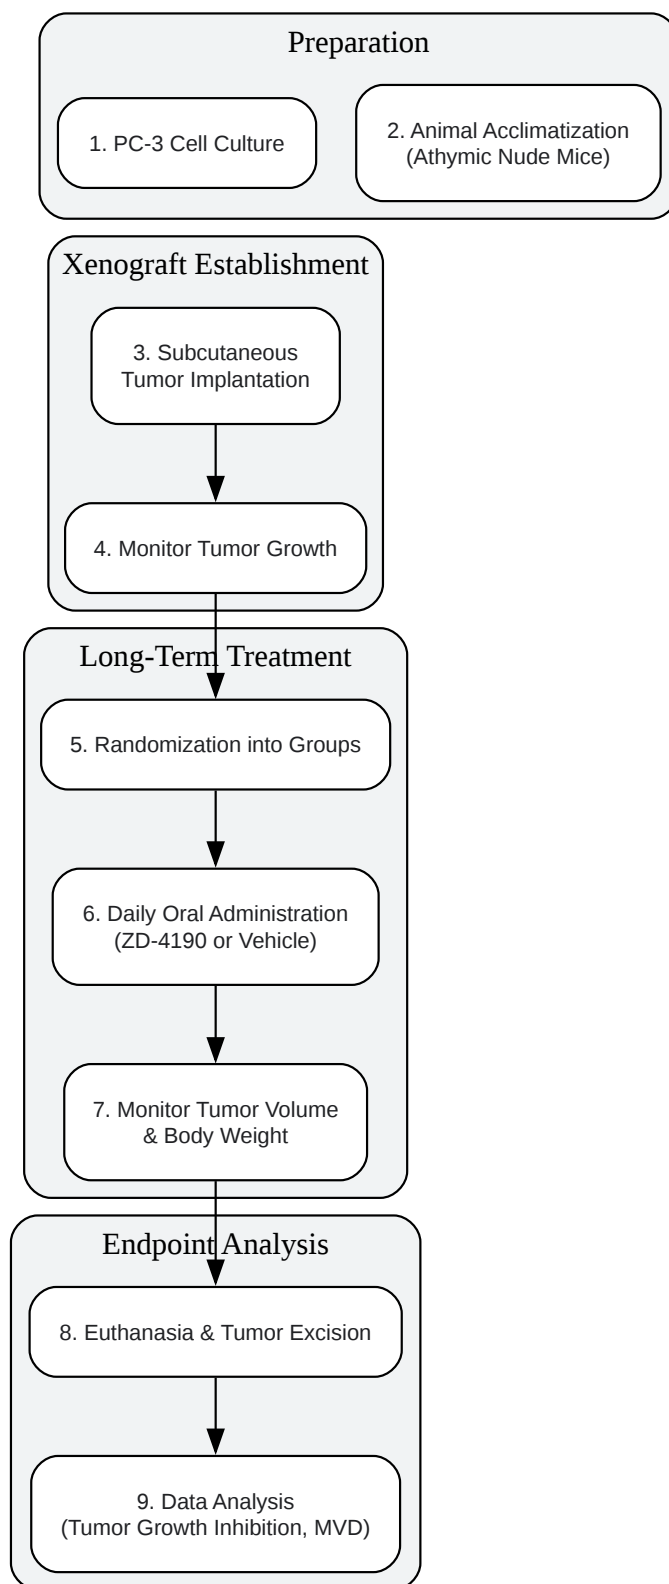 Preparation
1. PC-3 Cell Culture
2. Animal Acclimatization
(Athymic Nude Mice)
Xenograft Establishment
3. Subcutaneous
Tumor Implantation
4. Monitor Tumor Growth
Long-Term Treatment
5. Randomization into Groups
6. Daily Oral Administration
(ZD-4190 or Vehicle)
7. Monitor Tumor Volume
& Body Weight
Endpoint Analysis
8. Euthanasia & Tumor Excision
9. Data Analysis
(Tumor Growth Inhibition, MVD)